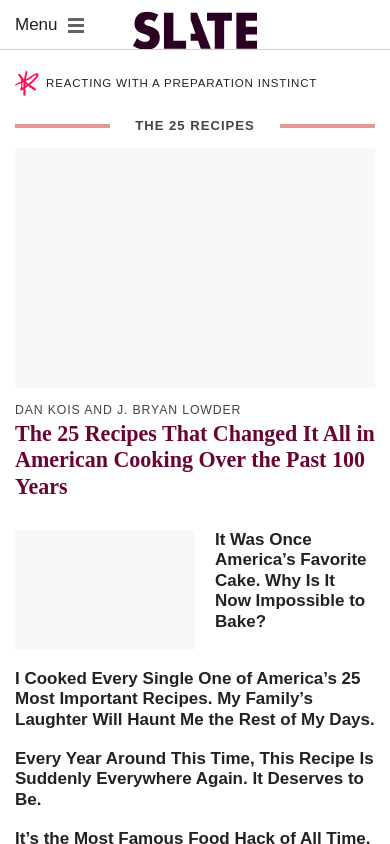 Menu
SLATE
REACTING WITH A PREPARATION INSTINCT
THE 25 RECIPES
DAN KOIS AND J. BRYAN LOWDER
The 25 Recipes That Changed It All in
American Cooking Over the Past 100
Years
It Was Once
America’s Favorite
Cake. Why Is It
Now Impossible to
Bake?
I Cooked Every Single One of America’s 25
Most Important Recipes. My Family’s
Laughter Will Haunt Me the Rest of My Days.
Every Year Around This Time, This Recipe Is
Suddenly Everywhere Again. It Deserves to
Be.
It’s the Most Famous Food Hack of All Time.